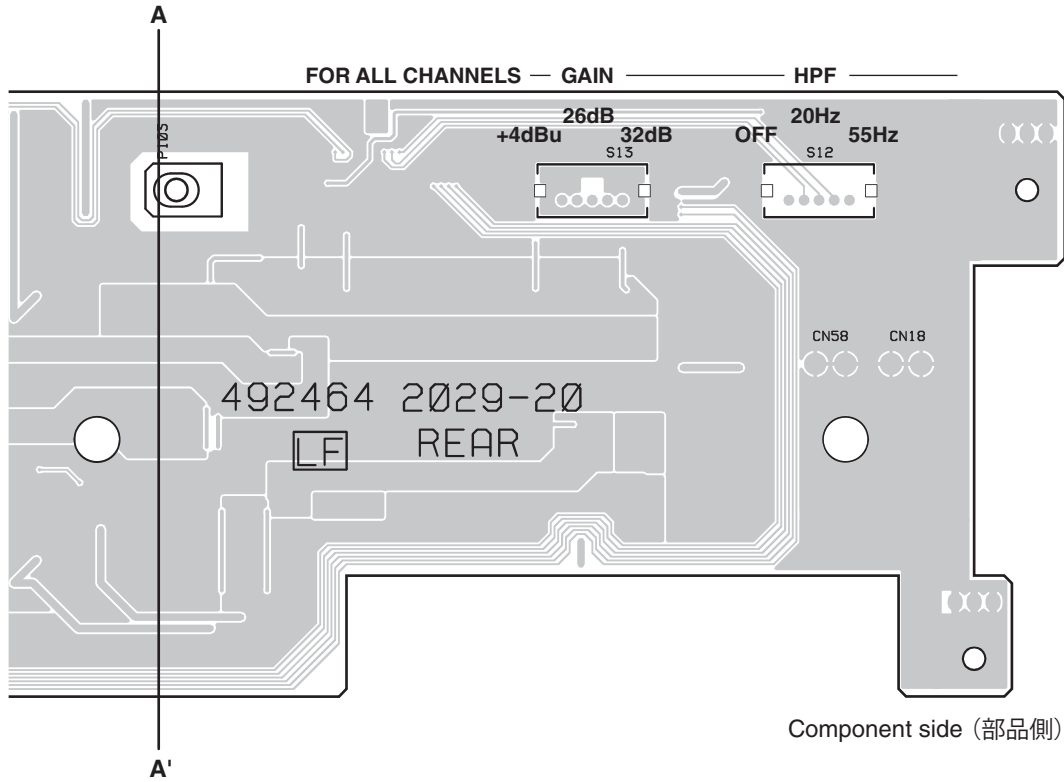 A
FOR ALL CHANNELS — GAIN — HPF —
26dB 20Hz
+4dBu 32dB OFF 55Hz
P105 S13 S12
CN58 CN18
492464 2029-20
LF REAR
Component side（部品側）
A'